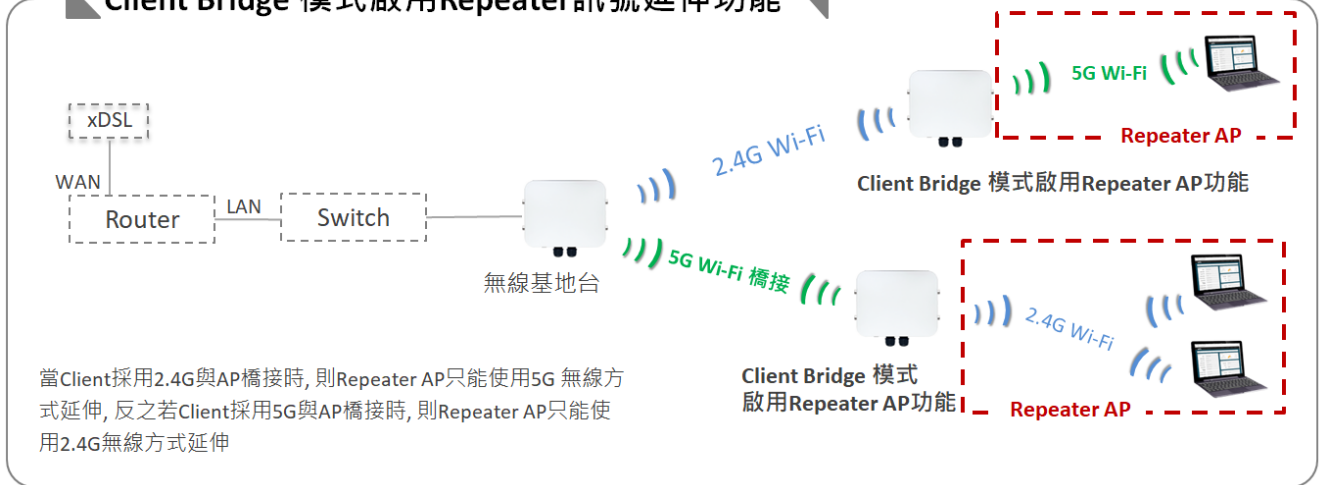 Client Bridge 模式啟用Repeater訊號延伸功能
5G Wi-Fi
xDSL
2.4G Wi-Fi
Repeater AP
WAN
Client Bridge 模式啟用Repeater AP功能
Router
LAN
Switch
5G Wi-Fi 橋接
無線基地台
2.4G Wi-Fi
當Client採用2.4G與AP橋接時, 則Repeater AP只能使用5G 無線方
式延伸, 反之若Client採用5G與AP橋接時, 則Repeater AP只能使
用2.4G無線方式延伸
Client Bridge 模式
啟用Repeater AP功能
Repeater AP